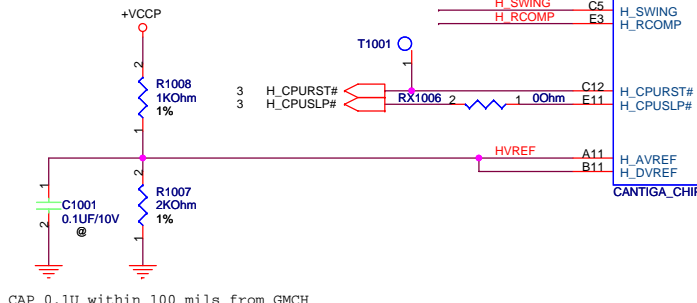 H_SWING C5 H_SWING
H_RCOMP E3 H_RCOMP
+VCCP
T1001
1
2
R1008
1KOhm
1%
1
3 H_CPURST# C12 H_CPURST#
3 H_CPUSLP# RX1006 2 1 0Ohm E11 H_CPUSLP#
HVREF A11 H_AVREF
B11 H_DVREF
CANTIGA_CHI
1
C1001
0.1UF/10V
@
2
2
R1007
2KOhm
1%
1
CAP 0.1U within 100 mils from GMCH